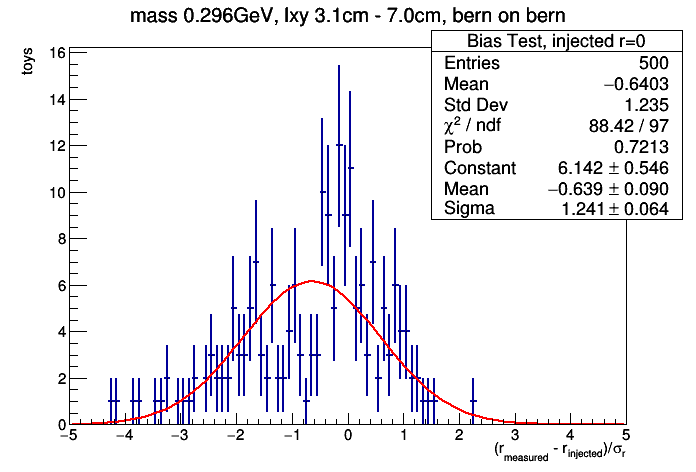 mass 0.296GeV, lxy 3.1cm - 7.0cm, bern on bern
Bias Test, injected r=0
Entries 500
Mean −0.6403
Std Dev 1.235
χ² / ndf 88.42 / 97
Prob 0.7213
Constant 6.142 ± 0.546
Mean −0.639 ± 0.090
Sigma 1.241 ± 0.064
toys
16
14
12
10
8
6
4
2
0
−5 −4 −3 −2 −1 0 1 2 3 4 5
(r_measured - r_injected)/σ_r